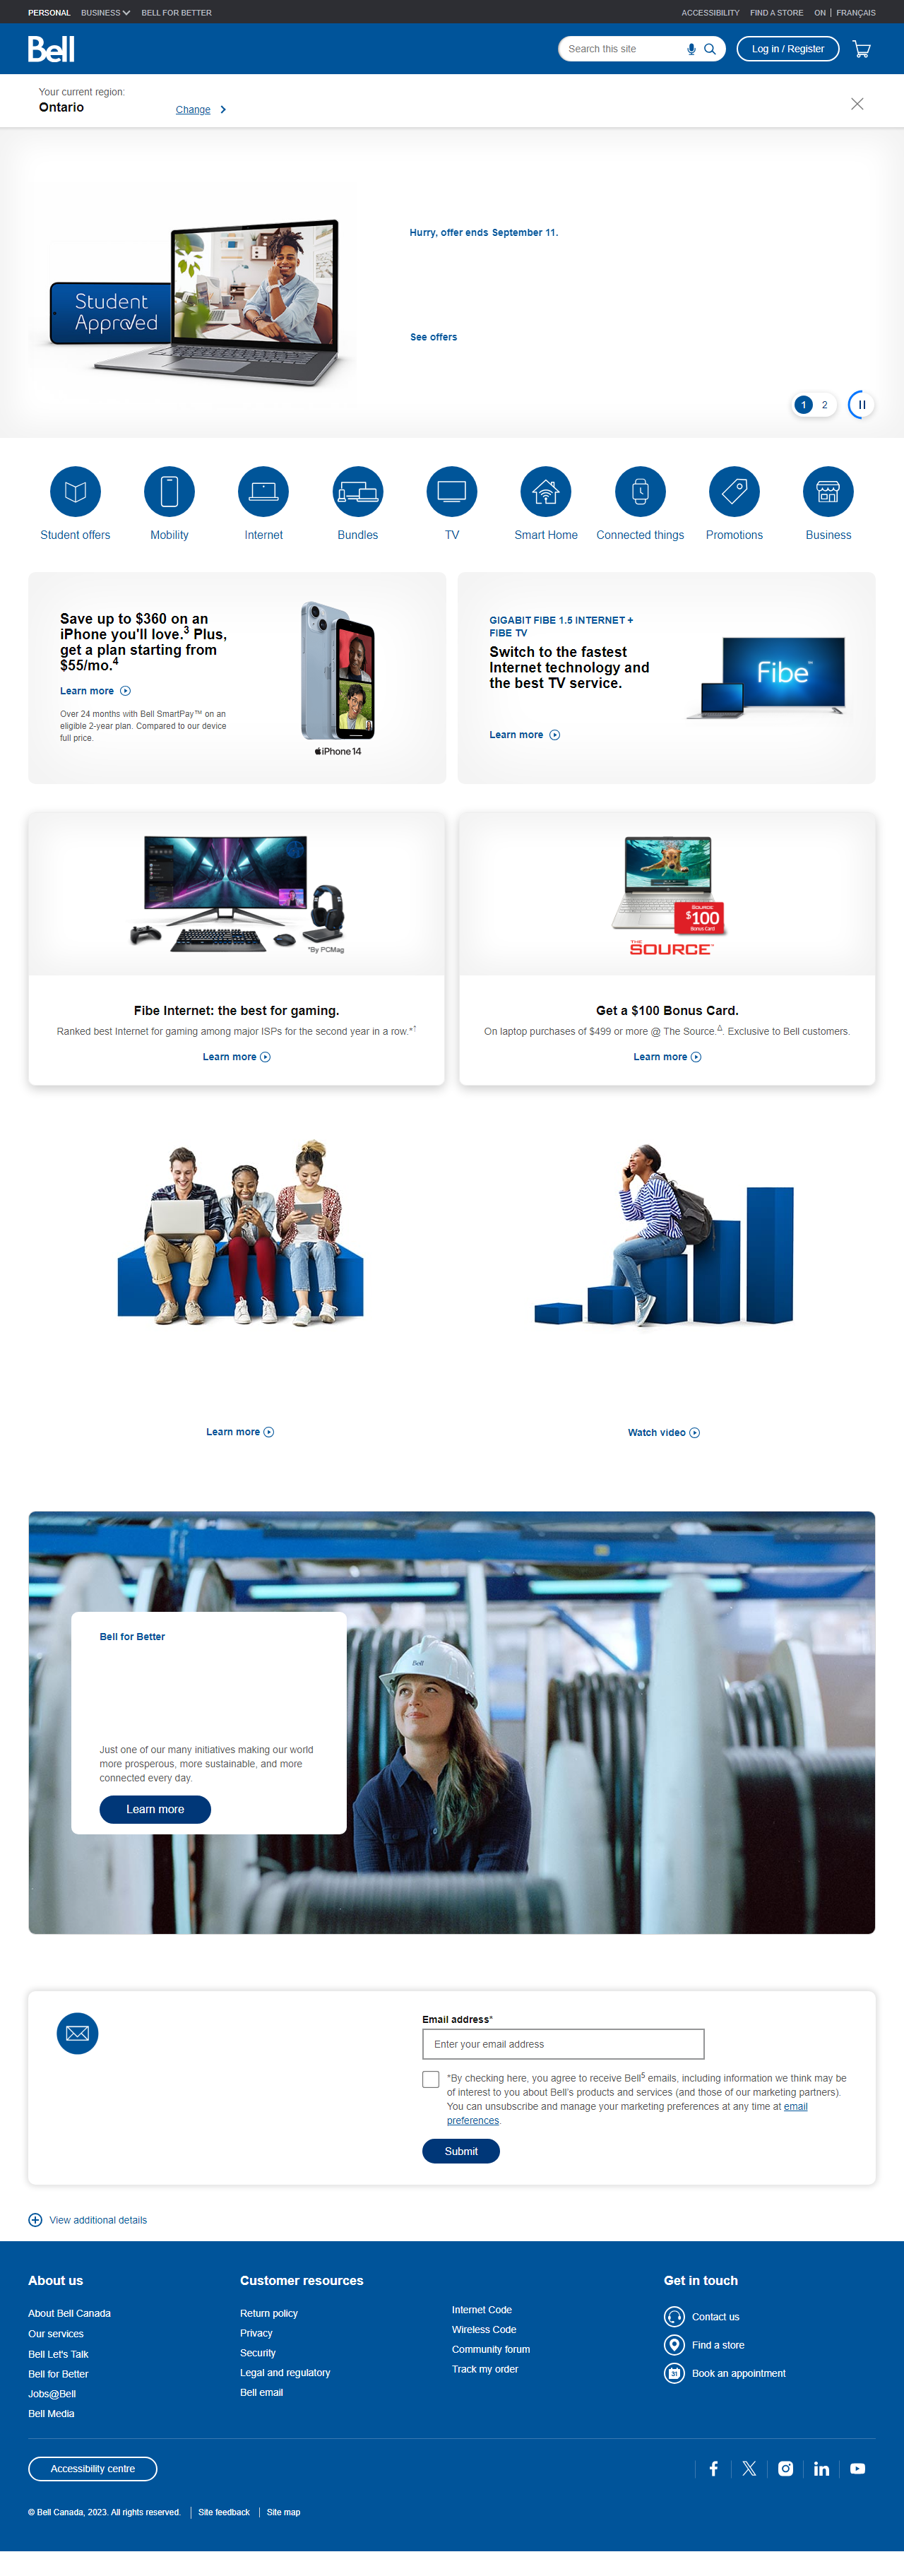 PERSONAL BUSINESS BELL FOR BETTER ACCESSIBILITY FIND A STORE ON FRANÇAIS
Bell Search this site Log in / Register
Your current region:
Ontario
Change
Student
Approved
Hurry, offer ends September 11.
See offers
1 2
Student offers Mobility Internet Bundles TV Smart Home Connected things Promotions Business
Save up to $360 on an
iPhone you'll love.3 Plus,
get a plan starting from
$55/mo.4
Learn more
Over 24 months with Bell SmartPay™ on an
eligible 2-year plan. Compared to our device
full price.
iPhone 14
GIGABIT FIBE 1.5 INTERNET +
FIBE TV
Switch to the fastest
Internet technology and
the best TV service.
Learn more
Fibe
*By PCMag
Fibe Internet: the best for gaming.
Ranked best Internet for gaming among major ISPs for the second year in a row.*†
Learn more
SOURCE
$100
Bonus Card
THE
SOURCE
Get a $100 Bonus Card.
On laptop purchases of $499 or more @ The Source.Δ. Exclusive to Bell customers.
Learn more
Learn more
Watch video
Bell for Better
Just one of our many initiatives making our world
more prosperous, more sustainable, and more
connected every day.
Learn more
Bell
Email address*
Enter your email address
*By checking here, you agree to receive Bell5 emails, including information we think may be
of interest to you about Bell's products and services (and those of our marketing partners).
You can unsubscribe and manage your marketing preferences at any time at email
preferences.
Submit
View additional details
About us
About Bell Canada
Our services
Bell Let's Talk
Bell for Better
Jobs@Bell
Bell Media
Customer resources
Return policy
Privacy
Security
Legal and regulatory
Bell email
Internet Code
Wireless Code
Community forum
Track my order
Get in touch
Contact us
Find a store
31 Book an appointment
Accessibility centre
© Bell Canada, 2023. All rights reserved. Site feedback Site map